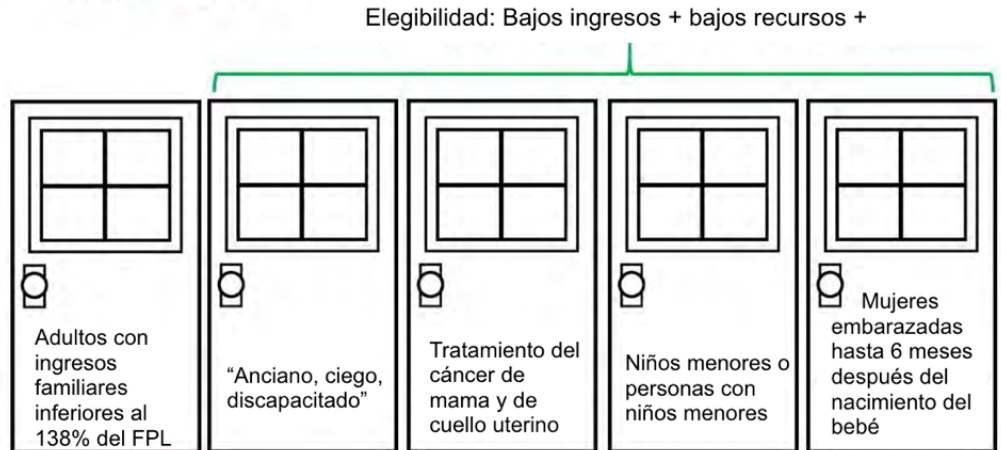 Elegibilidad: Bajos ingresos + bajos recursos +
Adultos con
ingresos
familiares
inferiores al
138% del FPL
“Anciano, ciego,
discapacitado”
Tratamiento del
cáncer de
mama y de
cuello uterino
Niños menores o
personas con
niños menores
Mujeres
embarazadas
hasta 6 meses
después del
nacimiento del
bebé